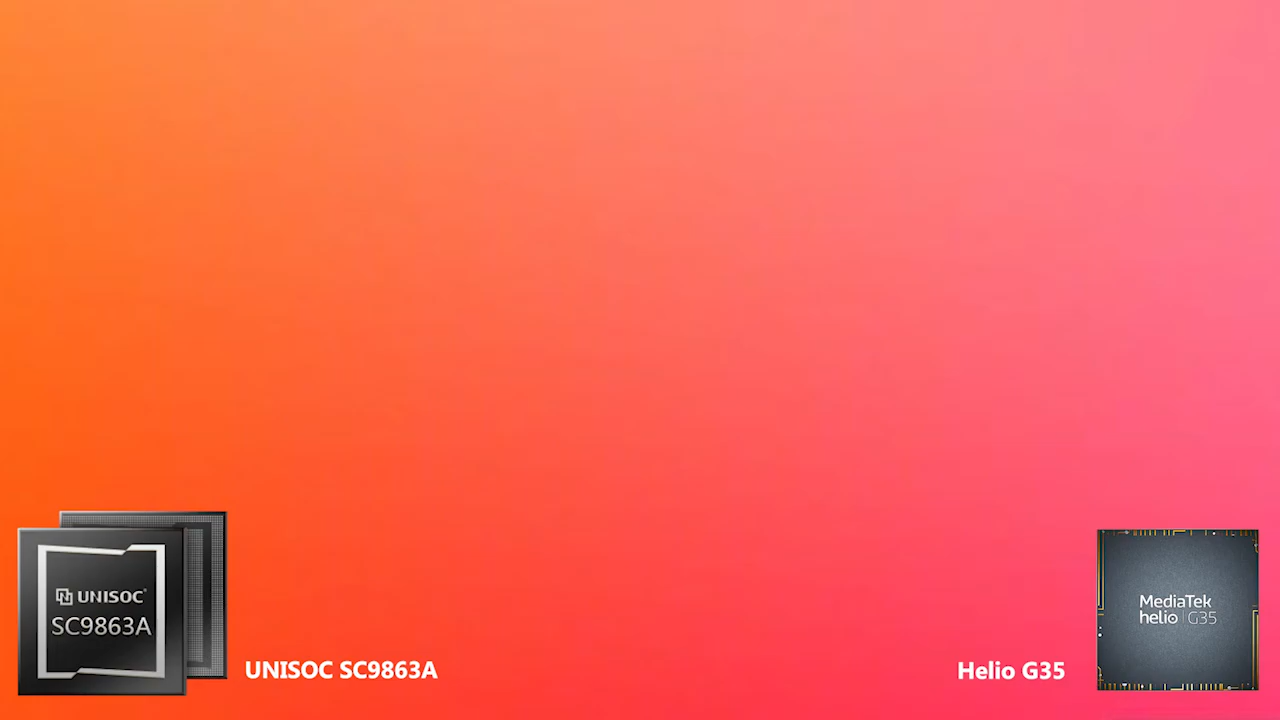 UNISOC
SC9863A
UNISOC SC9863A
Helio G35
MediaTek
helio G35